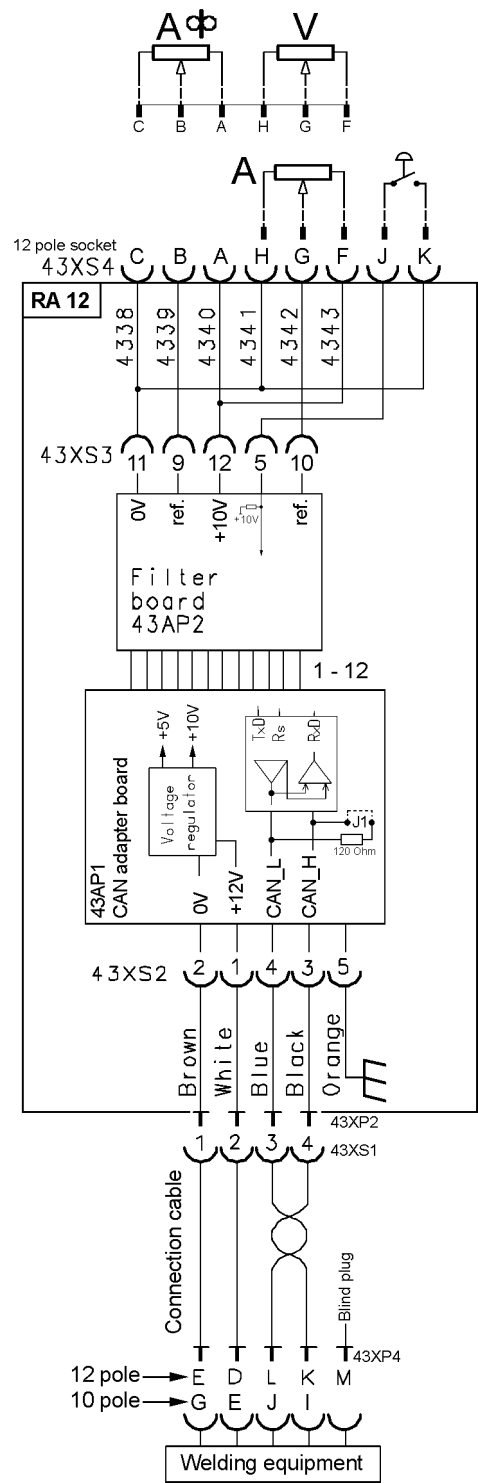 A V
C B A H G F
A
12 pole socket
43XS4 C B A H G F J K
RA 12
4338 4339 4340 4341 4342 4343
43XS3
11 9 12 5 10
0V ref. +10V +10V ref.
Filter
board
43AP2
1 - 12
43AP1
CAN adapter board
+5V +10V
Voltage
regulator
TxD Rs RxD
J1
120 Ohm
0V +12V CAN_L CAN_H
43XS2 2 1 4 3 5
Brown White Blue Black Orange
43XP2
1 2 3 4 43XS1
Connection cable
Blind plug
43XP4
12 pole E D L K M
10 pole G E J I
Welding equipment